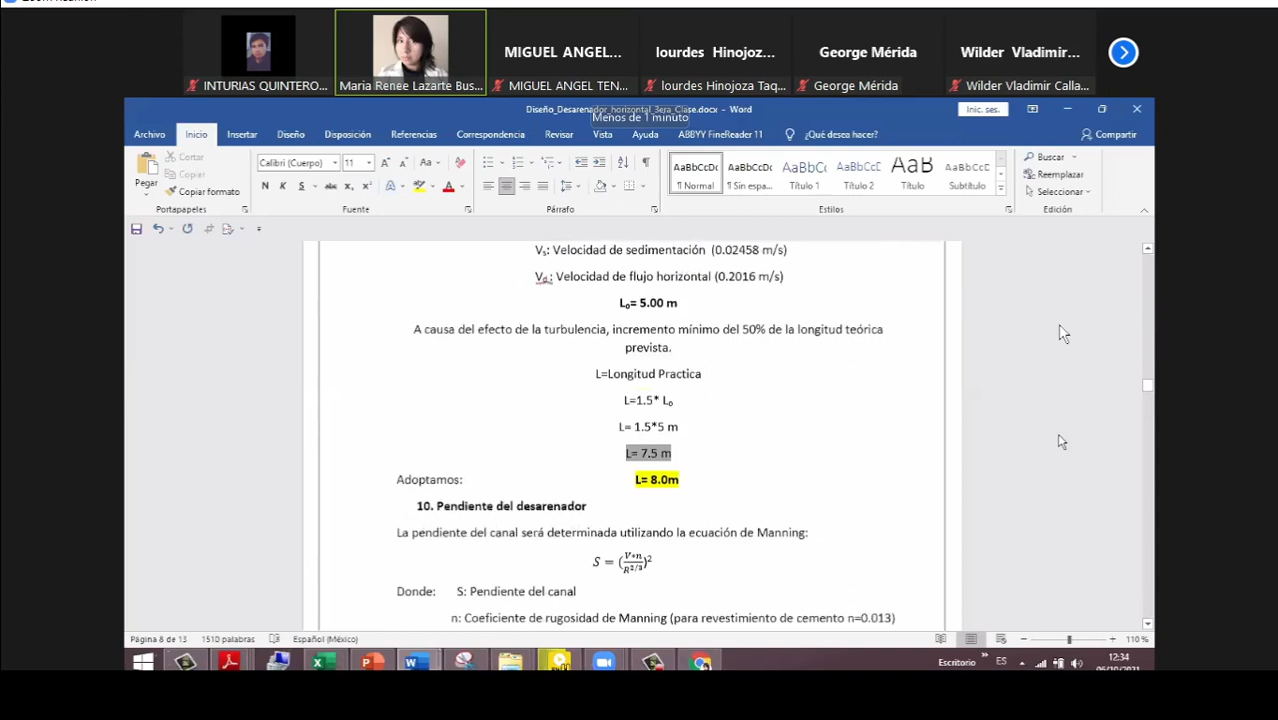 MIGUEL ANGEL...
lourdes Hinojoz...
George Mérida
Wilder Vladimir...
INTURIAS QUINTERO...
Maria Renee Lazarte Bus...
MIGUEL ANGEL TEN...
lourdes Hinojoza Taq...
George Mérida
Wilder Vladimir Calla...
Diseño_Desarenador_horizontal_3era_Clase.docx - Word
Inic. ses.
Menos de 1 minuto
Archivo Inicio Insertar Diseño Disposición Referencias Correspondencia Revisar Vista Ayuda ABBYY FineReader 11 ¿Qué desea hacer? Compartir
Pegar
Cortar
Copiar
Copiar formato
Calibri (Cuerpo) 11
N K S abc x₂ x²
AaBbCcDc AaBbCcDc AaBbCc AaBbCcD AaB AaBbCcD
¶ Normal ¶ Sin espa... Título 1 Título 2 Título Subtítulo
Buscar
Reemplazar
Seleccionar
Portapapeles Fuente Párrafo Estilos Edición
Vₛ: Velocidad de sedimentación (0.02458 m/s)
V_d: Velocidad de flujo horizontal (0.2016 m/s)
Lₒ= 5.00 m
A causa del efecto de la turbulencia, incremento mínimo del 50% de la longitud teórica
prevista.
L=Longitud Practica
L=1.5* Lₒ
L= 1.5*5 m
L= 7.5 m
Adoptamos: L= 8.0m
10. Pendiente del desarenador
La pendiente del canal será determinada utilizando la ecuación de Manning:
S = (V*n/R^2/3)²
Donde: S: Pendiente del canal
n: Coeficiente de rugosidad de Manning (para revestimiento de cemento n=0.013)
Página 8 de 13 1510 palabras Español (México) 110 %
Escritorio ES 12:34